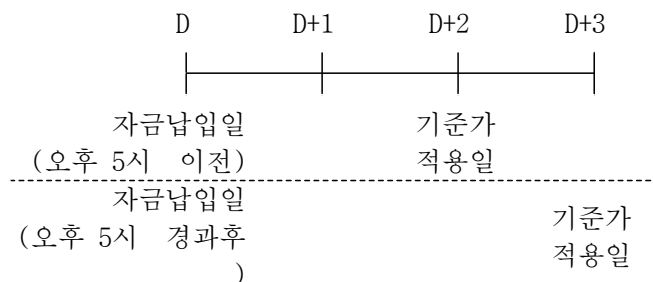 D D+1 D+2 D+3
자금납입일 기준가
(오후 5시 이전) 적용일
자금납입일
(오후 5시 경과후
)
기준가
적용일